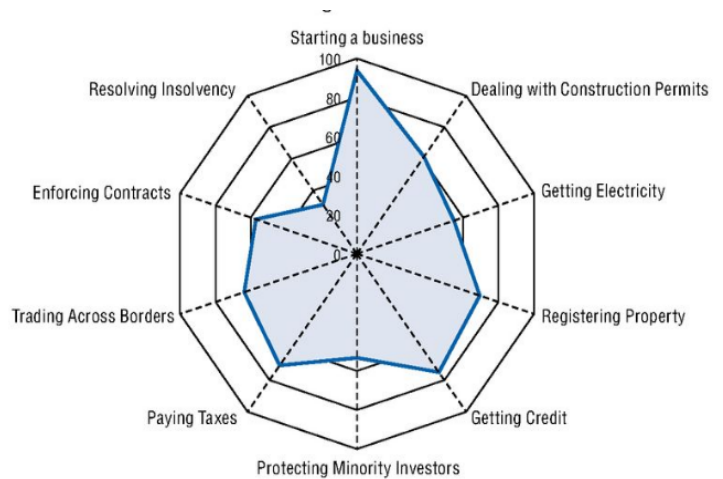 Starting a business
100
Resolving Insolvency
Dealing with Construction Permits
80
60
40
Enforcing Contracts
Getting Electricity
20
0
Trading Across Borders
Registering Property
Paying Taxes
Getting Credit
Protecting Minority Investors